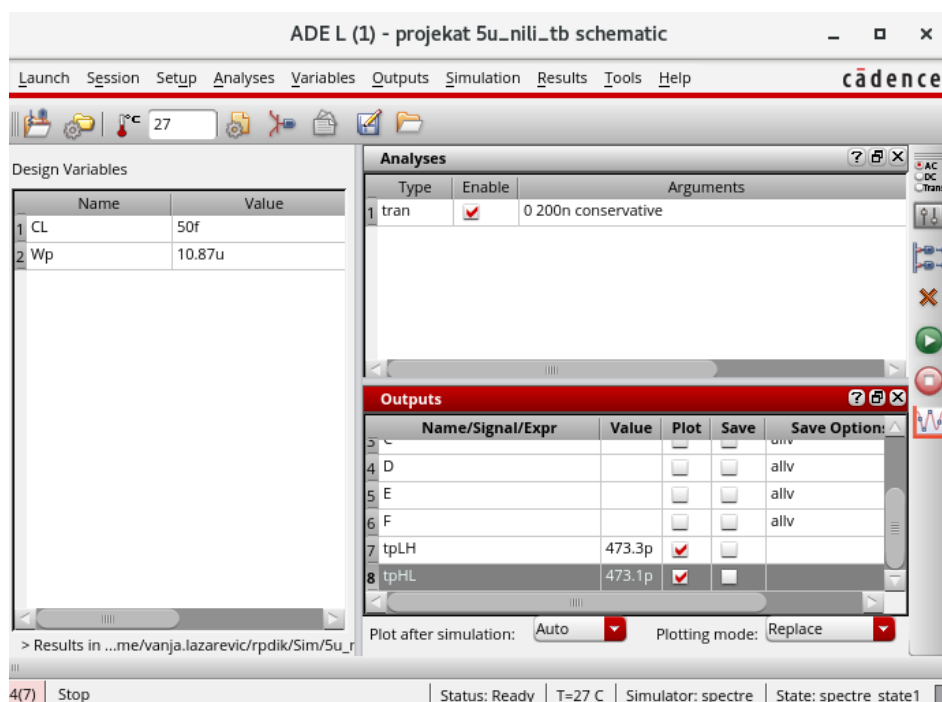 ADE L (1) - projekat 5u_nili_tb schematic
Launch Session Setup Analyses Variables Outputs Simulation Results Tools Help cādence
°C 27
Design Variables
Name Value
1 CL 50f
2 Wp 10.87u
> Results in ...me/vanja.lazarevic/rpdik/Sim/5u_r
Analyses
Type Enable Arguments
1 tran 0 200n conservative
AC
DC
Trans
Outputs
Name/Signal/Expr Value Plot Save Save Options
4 D allv
5 E allv
6 F allv
7 tpLH 473.3p
8 tpHL 473.1p
Plot after simulation: Auto Plotting mode: Replace
4(7) Stop Status: Ready T=27 C Simulator: spectre State: spectre_state1